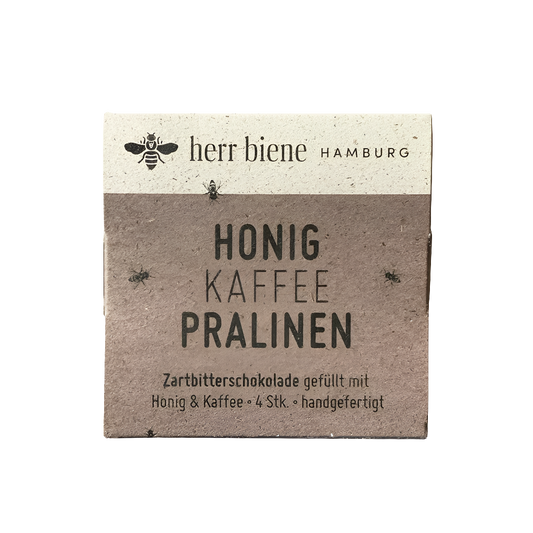 herr biene HAMBURG
HONIG
KAFFEE
PRALINEN
Zartbitterschokolade gefüllt mit
Honig & Kaffee • 4 Stk. • handgefertigt